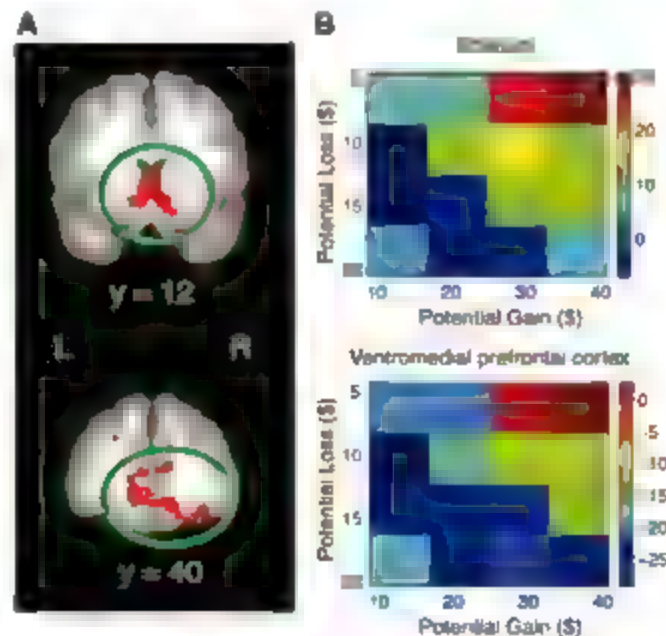 A
y = 12
L
R
y = 40
B
Potential Loss ($)
10
15
20
10
0
10
20
30
40
Potential Gain ($)
Ventromedial prefrontal cortex
Potential Loss ($)
5
10
15
0
-5
-10
-15
-20
-25
10
20
30
40
Potential Gain ($)